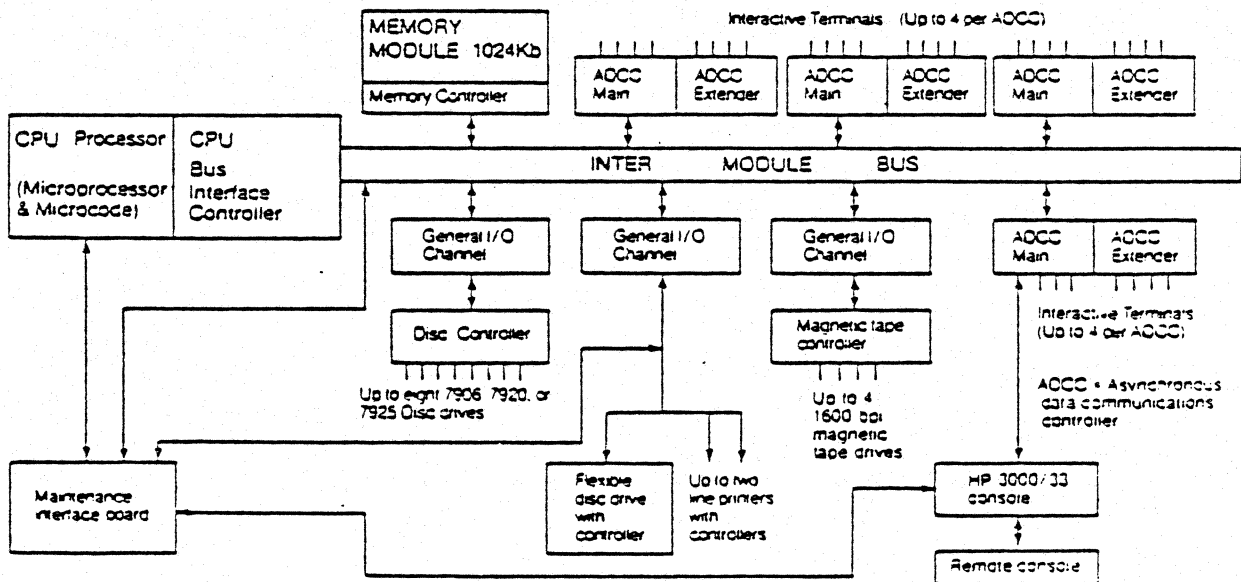 Interactive Terminals (Up to 4 per ADCC)
MEMORY
MODULE 1024Kb
Memory Controller
ADCC
Main
ADCC
Extender
ADCC
Main
ADCC
Extender
ADCC
Main
ADCC
Extender
CPU Processor
(Microprocessor
& Microcode)
CPU
Bus
Interface
Controller
INTER MODULE BUS
General I/O
Channel
General I/O
Channel
General I/O
Channel
ADCC
Main
ADCC
Extender
Disc Controller
Magnetic tape
controller
Interactive Terminals
(Up to 4 per ADCC)
Up to eight 7906, 7920, or
7925 Disc drives
Up to 4
1600 bpi
magnetic
tape drives
ADCC = Asynchronous
data communications
controller
Maintenance
interface board
Flexible
disc drive
with
controller
Up to two
line printers
with
controllers
HP 3000/33
console
Remote console